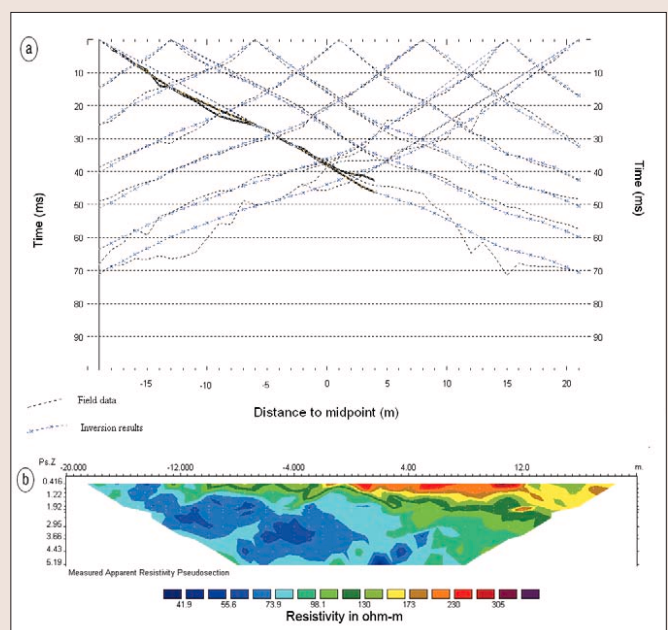 a
10 10
20 20
30 30
40 40
50 50
60 60
70 70
80 80
90 90
Time (ms)
Time (ms)
-15 -10 -5 0 5 10 15 20
Distance to midpoint (m)
Field data
Inversion results
b
Ps.Z -20.000 -12.000 -4.000 4.00 12.0 m.
0.416
1.22
1.92
2.95
3.66
4.43
5.19
Measured Apparent Resistivity Pseudosection
41.9 55.6 73.9 98.1 130 173 230 305
Resistivity in ohm-m